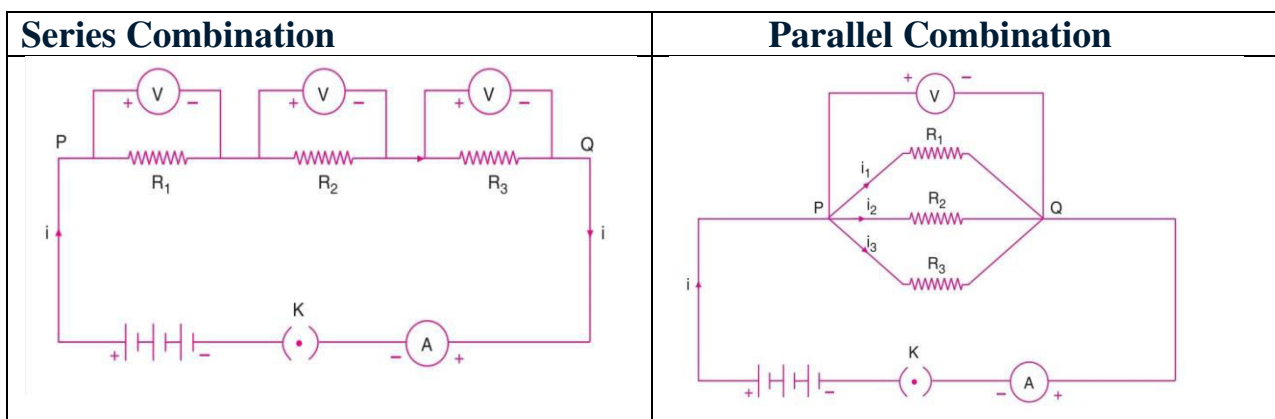 Series Combination
V V V
+ − + − + −
P Q
R1 R2 R3
i i
K
+ − − A +
Parallel Combination
+ −
V
R1
i1
P i2 R2 Q
i3
R3
i
K
+ − − A +